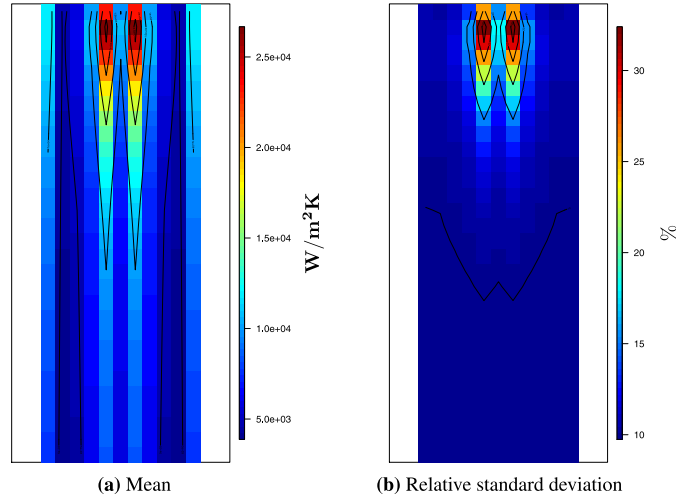 2.5e+04
2.0e+04
1.5e+04
1.0e+04
5.0e+03
W/m²K
30
25
20
15
10
%
(a) Mean
(b) Relative standard deviation